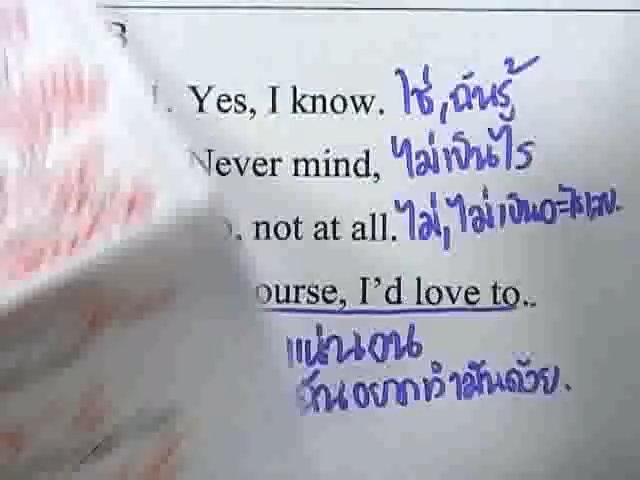 Yes, I know. ใช่, ฉันรู้
Never mind, ไม่เป็นไร
not at all. ไม่, ไม่เป็นอะไรเลย.
ourse, I'd love to..
แน่นอน
ฉันอยากทำมันด้วย.